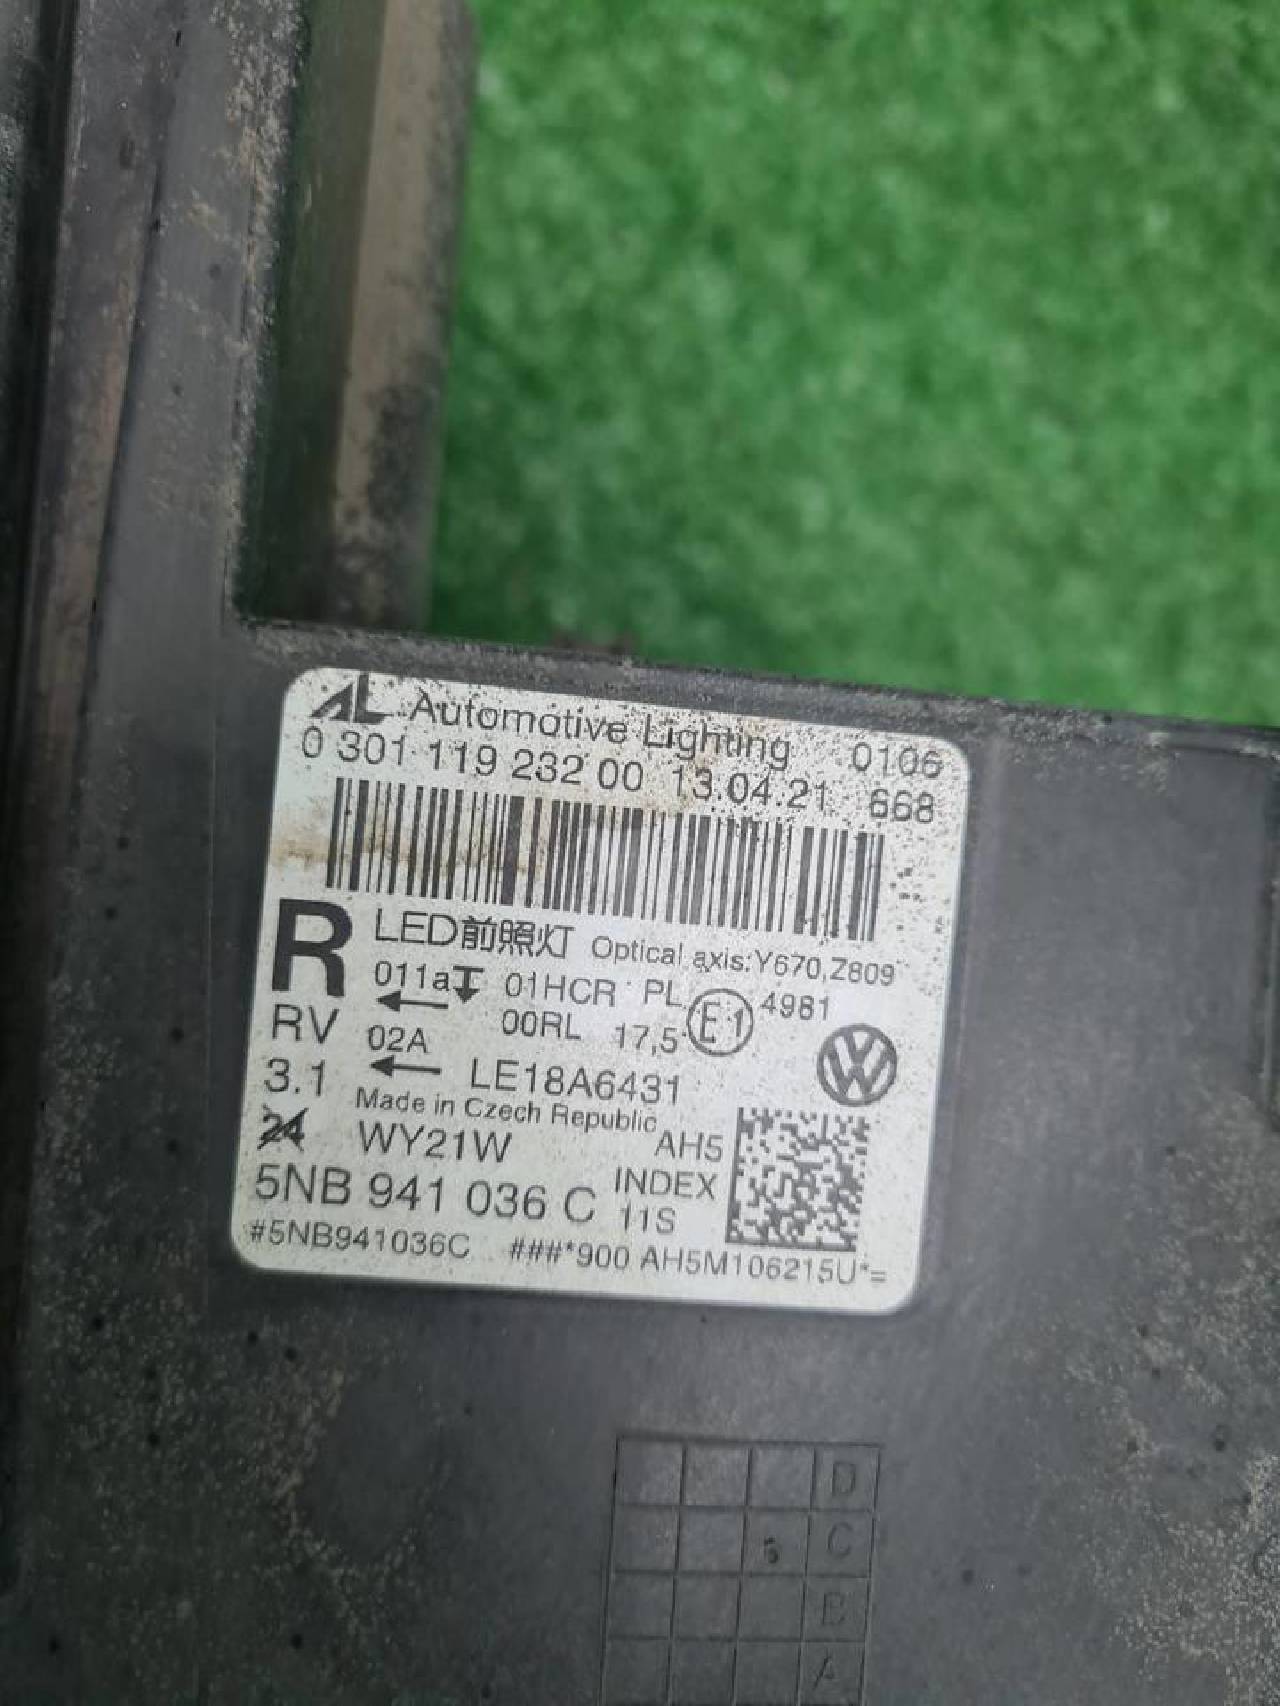 AL Automotive Lighting 0106
0 301 119 232 00 13.04.21 668
R LED前照灯 Optical axis:Y670,Z809
011a 01HCR PL E1 4981
RV 02A 00RL 17,5
3.1 LE18A6431
Made in Czech Republic
24 WY21W AH5
5NB 941 036 C INDEX
11S
#5NB941036C ###*900 AH5M106215U*=
D
C
B
A